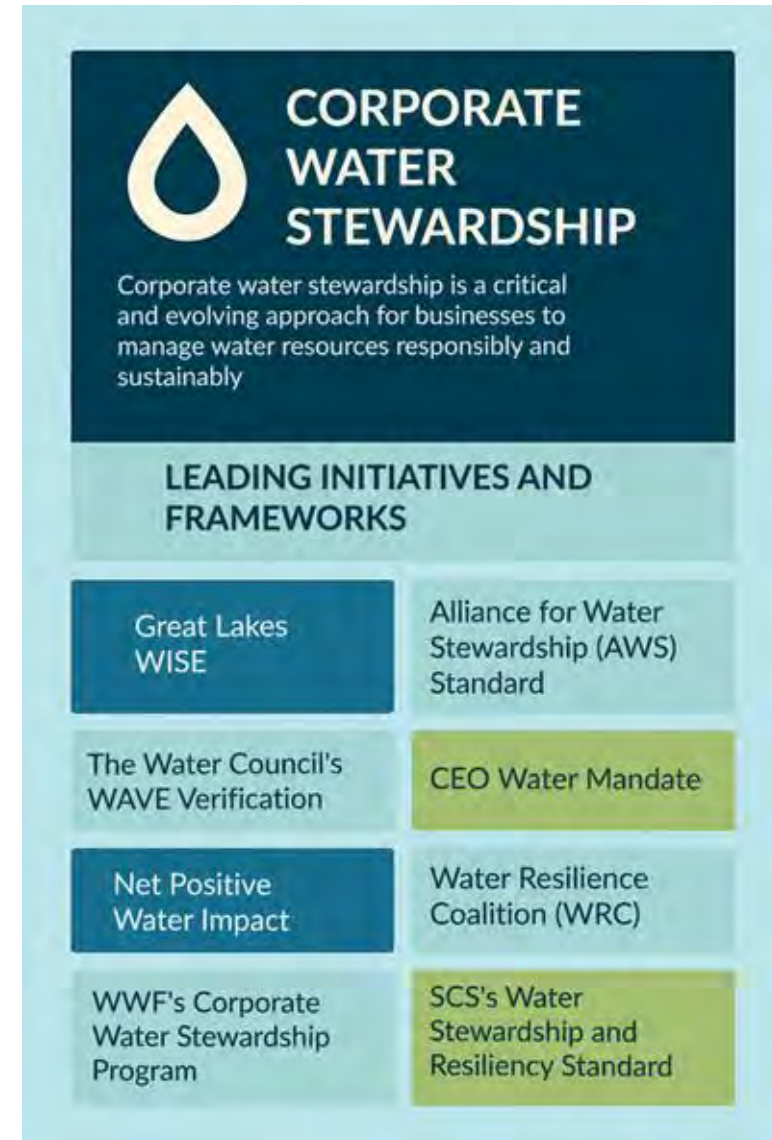 CORPORATE
WATER
STEWARDSHIP
Corporate water stewardship is a critical
and evolving approach for businesses to
manage water resources responsibly and
sustainably
LEADING INITIATIVES AND
FRAMEWORKS
Great Lakes
WISE
Alliance for Water
Stewardship (AWS)
Standard
The Water Council's
WAVE Verification
CEO Water Mandate
Net Positive
Water Impact
Water Resilience
Coalition (WRC)
WWF's Corporate
Water Stewardship
Program
SCS's Water
Stewardship and
Resiliency Standard